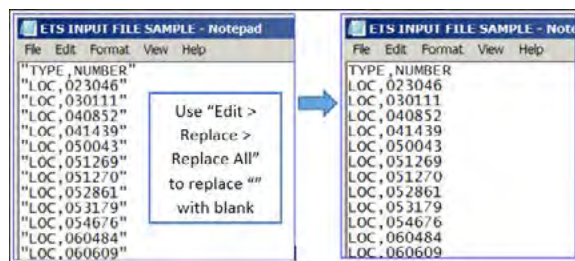 ETS INPUT FILE SAMPLE - Notepad
File Edit Format View Help
"TYPE,NUMBER"
"LOC,023046"
"LOC,030111"
"LOC,040852"
"LOC,041439"
"LOC,050043"
"LOC,051269"
"LOC,051270"
"LOC,052861"
"LOC,053179"
"LOC,054676"
"LOC,060484"
"LOC,060609"
Use "Edit >
Replace >
Replace All"
to replace ""
with blank
ETS INPUT FILE SAMPLE - Note
File Edit Format View Help
TYPE,NUMBER
LOC,023046
LOC,030111
LOC,040852
LOC,041439
LOC,050043
LOC,051269
LOC,051270
LOC,052861
LOC,053179
LOC,054676
LOC,060484
LOC,060609